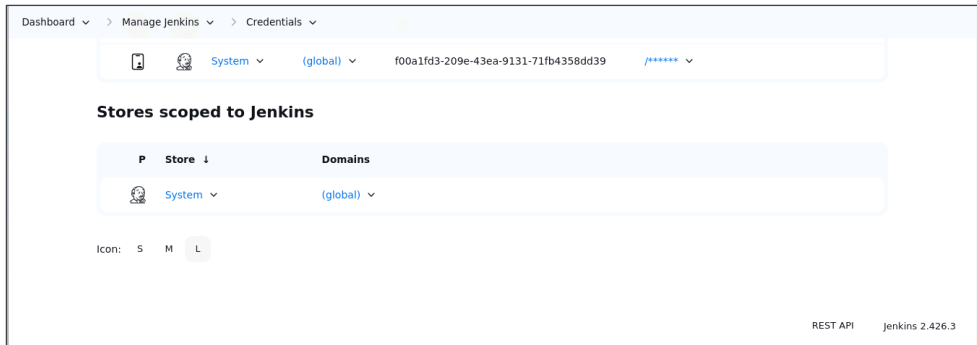 Dashboard > Manage Jenkins > Credentials
System (global) f00a1fd3-209e-43ea-9131-71fb4358dd39 /******
Stores scoped to Jenkins
P Store ↓ Domains
System (global)
Icon: S M L
REST API Jenkins 2.426.3